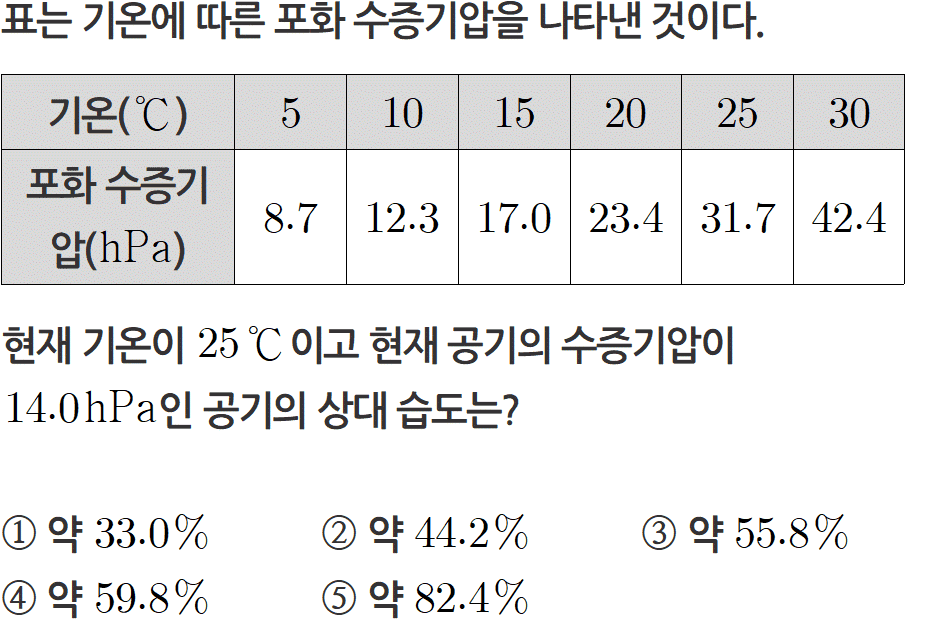 표는 기온에 따른 포화 수증기압을 나타낸 것이다.
기온(℃) 5 10 15 20 25 30
포화 수증기
압(hPa) 8.7 12.3 17.0 23.4 31.7 42.4
현재 기온이 25℃이고 현재 공기의 수증기압이
14.0hPa인 공기의 상대 습도는?
① 약 33.0% ② 약 44.2% ③ 약 55.8%
④ 약 59.8% ⑤ 약 82.4%